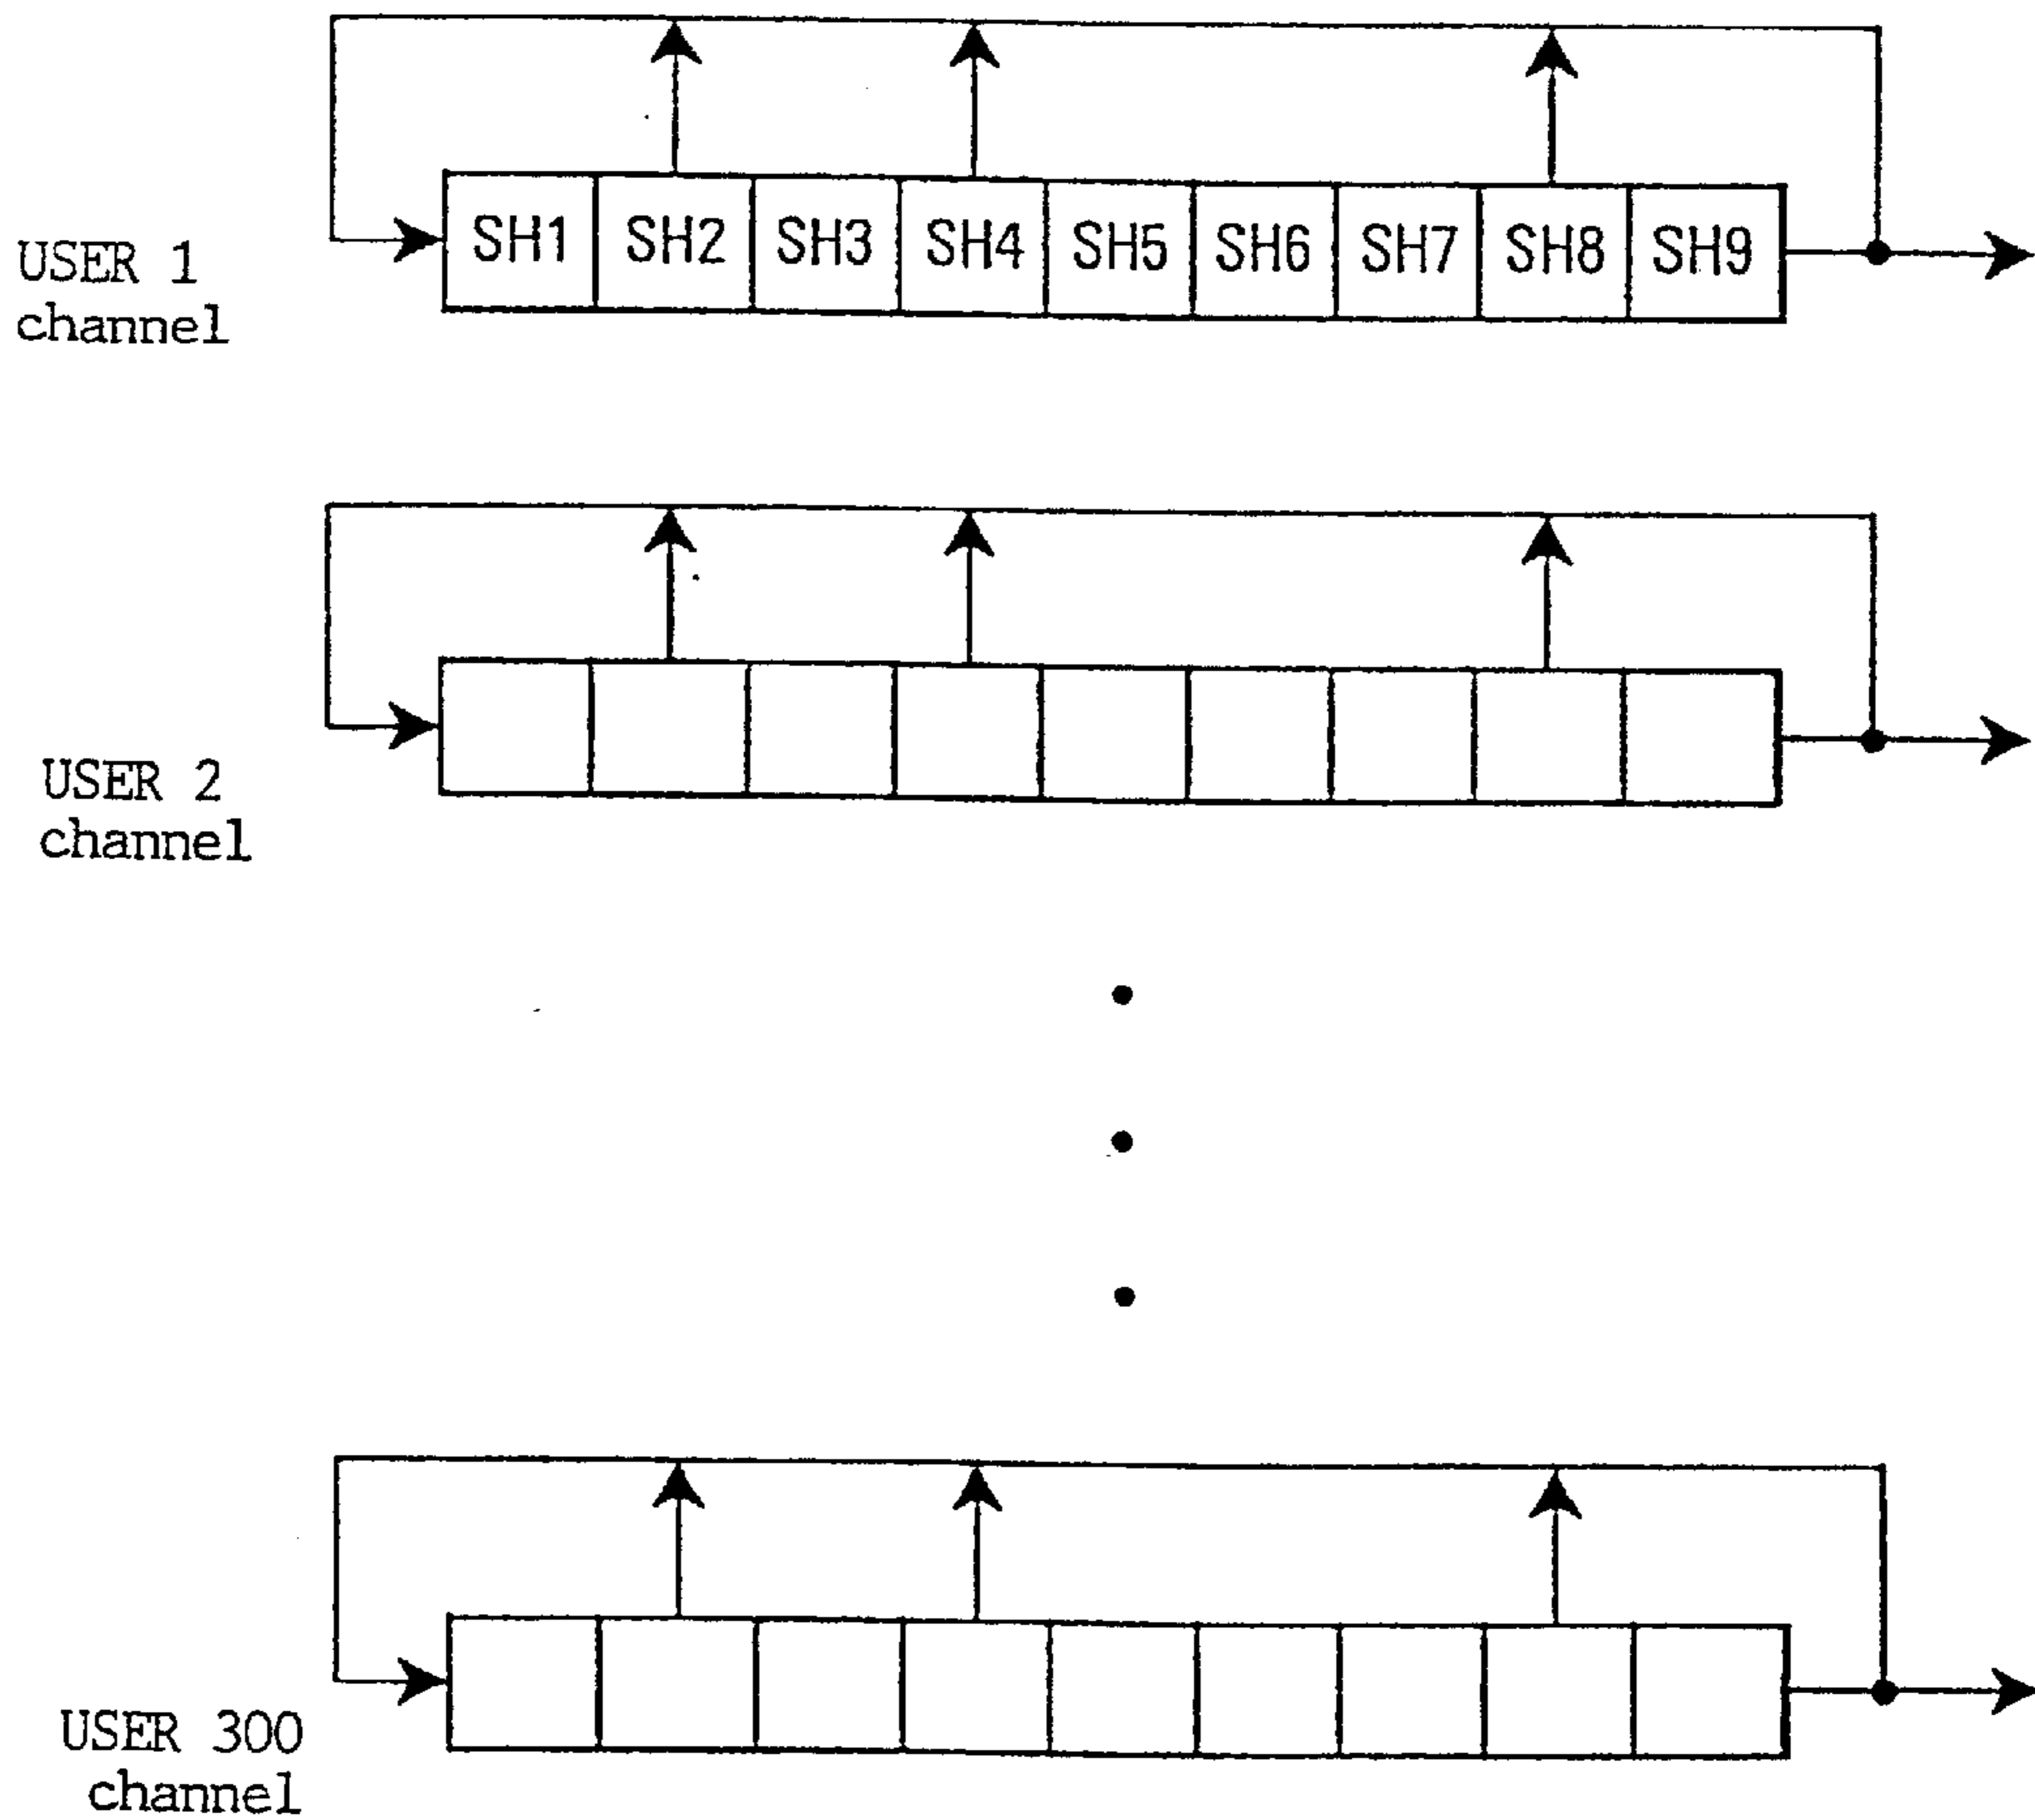 SH1 SH2 SH3 SH4 SH5 SH6 SH7 SH8 SH9
USER 1
channel
USER 2
channel
USER 300
channel